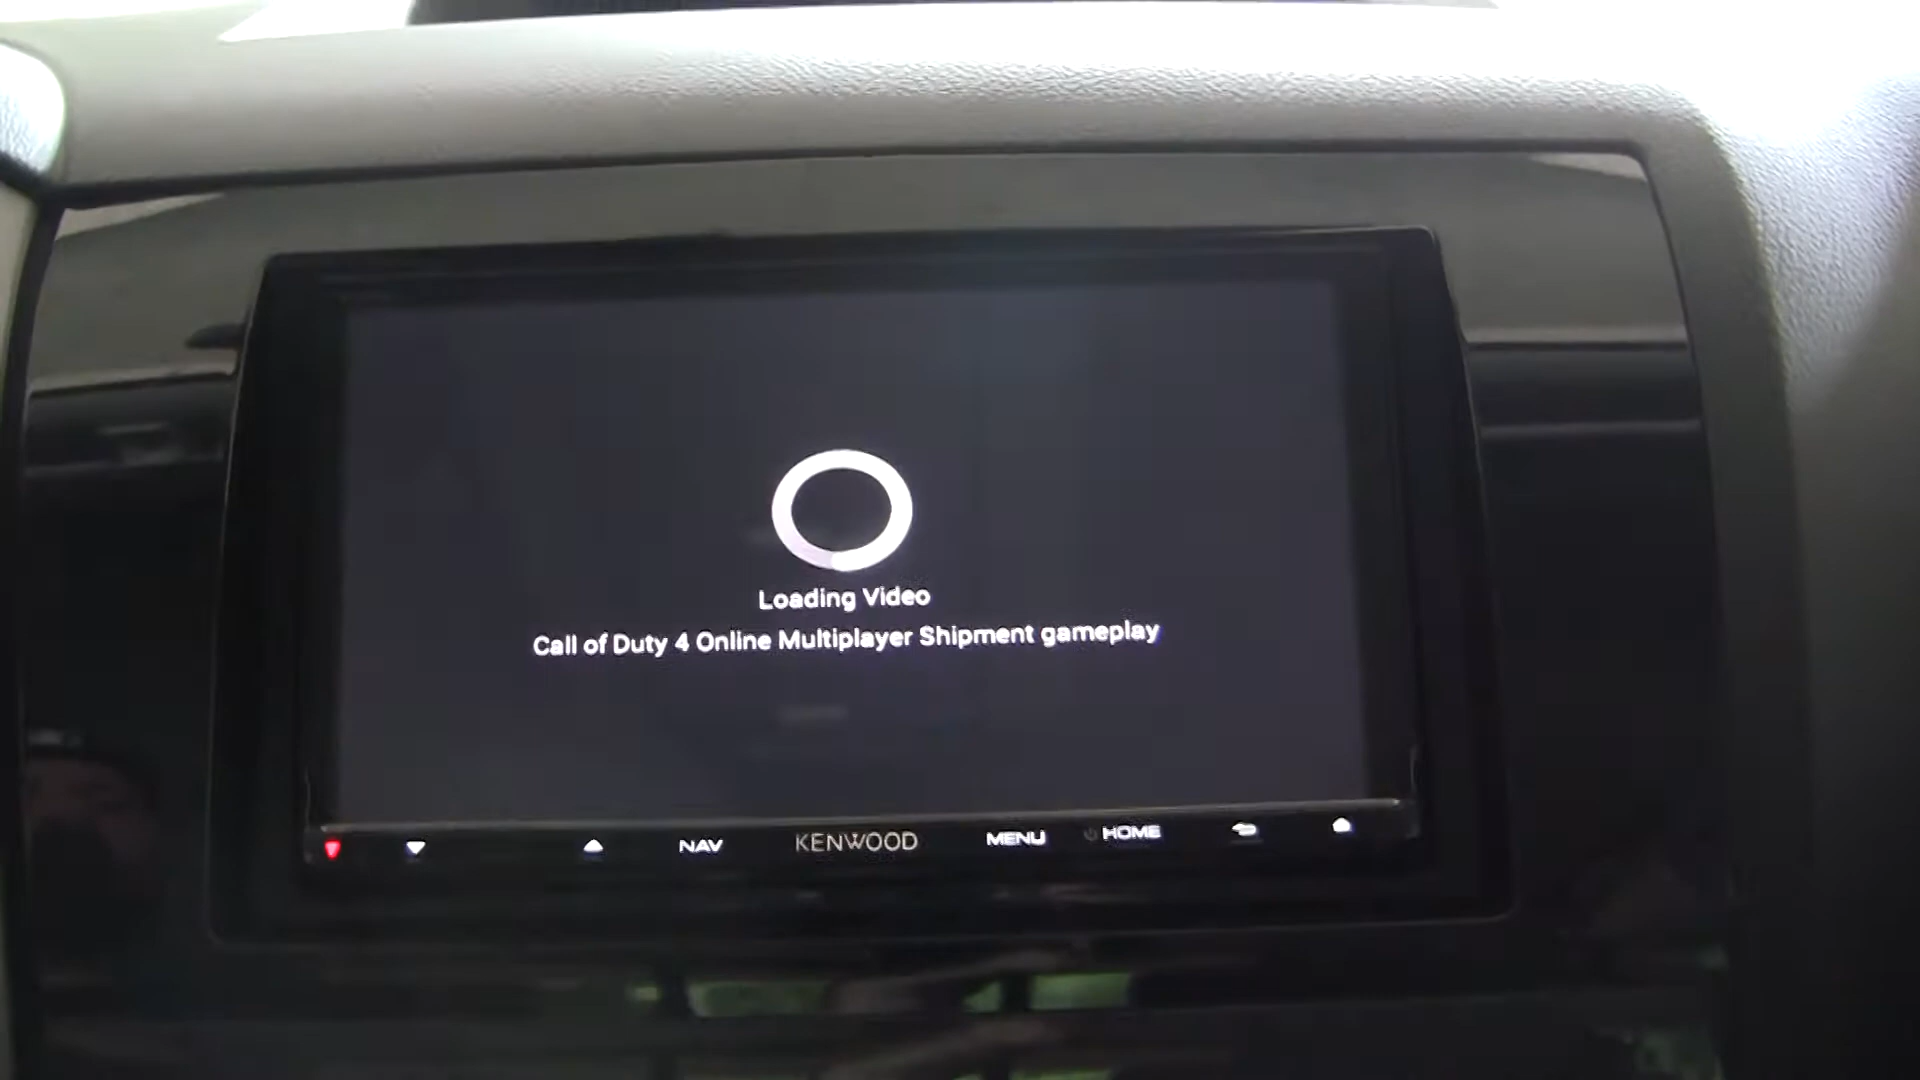 Loading Video
Call of Duty 4 Online Multiplayer Shipment gameplay
NAV KENWOOD MENU HOME